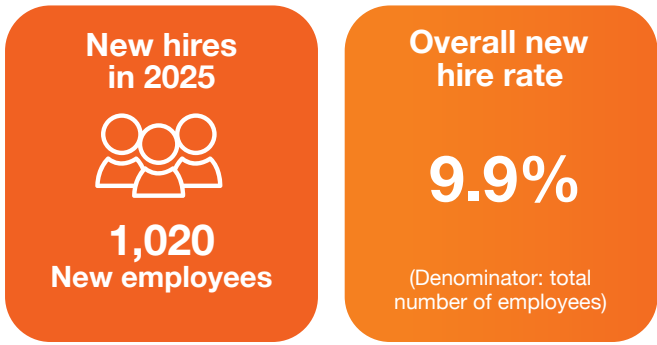 New hires
in 2025
1,020
New employees
Overall new
hire rate
9.9%
(Denominator: total
number of employees)